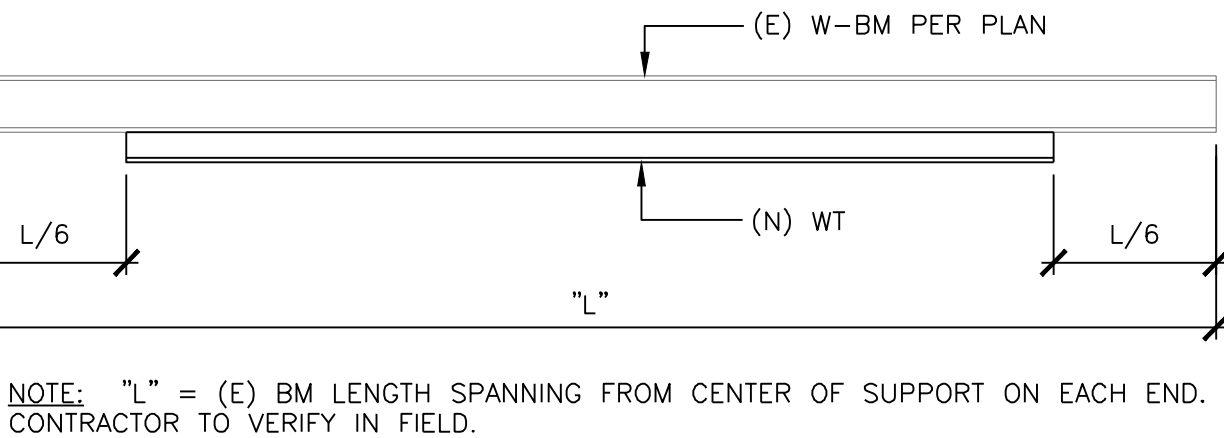 (E) W-BM PER PLAN
(N) WT
L/6
L/6
"L"
NOTE: "L" = (E) BM LENGTH SPANNING FROM CENTER OF SUPPORT ON EACH END.
CONTRACTOR TO VERIFY IN FIELD.